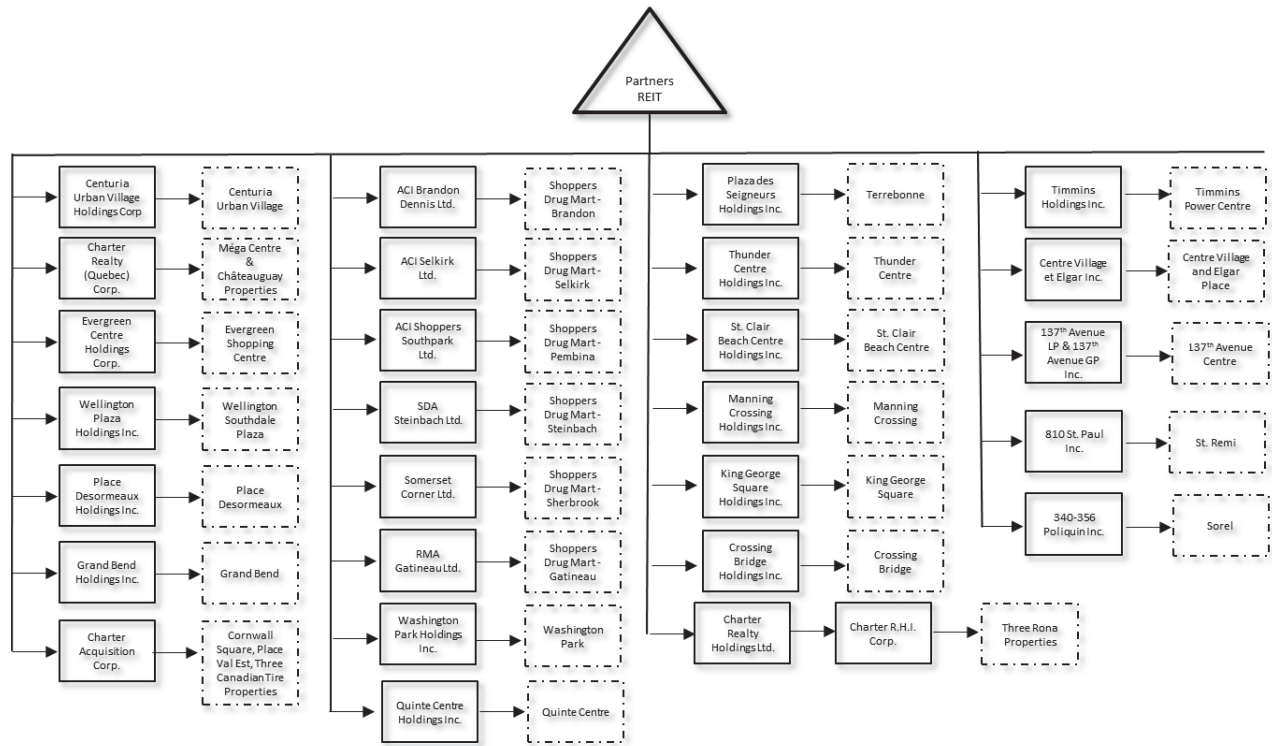 Partners
REIT
Centuria
Urban Village
Holdings Corp
Centuria
Urban Village
Charter
Realty
(Quebec)
Corp.
Méga Centre
&
Châteauguay
Properties
Evergreen
Centre
Holdings
Corp.
Evergreen
Shopping
Centre
Wellington
Plaza
Holdings Inc.
Wellington
Southdale
Plaza
Place
Desormeaux
Holdings Inc.
Place
Desormeaux
Grand Bend
Holdings Inc.
Grand Bend
Charter
Acquisition
Corp.
Cornwall
Square, Place
Val Est, Three
Canadian Tire
Properties
ACI Brandon
Dennis Ltd.
Shoppers
Drug Mart -
Brandon
ACI Selkirk
Ltd.
Shoppers
Drug Mart -
Selkirk
ACI Shoppers
Southpark
Ltd.
Shoppers
Drug Mart -
Pembina
SDA
Steinbach Ltd.
Shoppers
Drug Mart -
Steinbach
Somerset
Corner Ltd.
Shoppers
Drug Mart -
Sherbrook
RMA
Gatineau Ltd.
Shoppers
Drug Mart -
Gatineau
Washington
Park Holdings
Inc.
Washington
Park
Quinte Centre
Holdings Inc.
Quinte Centre
Plaza des
Seigneurs
Holdings Inc.
Terrebonne
Thunder
Centre
Holdings Inc.
Thunder
Centre
St. Clair
Beach Centre
Holdings Inc.
St. Clair
Beach Centre
Manning
Crossing
Holdings Inc.
Manning
Crossing
King George
Square
Holdings Inc.
King George
Square
Crossing
Bridge
Holdings Inc.
Crossing
Bridge
Charter
Realty
Holdings Ltd.
Charter R.H.I.
Corp.
Three Rona
Properties
Timmins
Holdings Inc.
Timmins
Power Centre
Centre Village
et Elgar Inc.
Centre Village
and Elgar
Place
137th Avenue
LP & 137th
Avenue GP
Inc.
137th Avenue
Centre
810 St. Paul
Inc.
St. Remi
340-356
Poliquin Inc.
Sorel